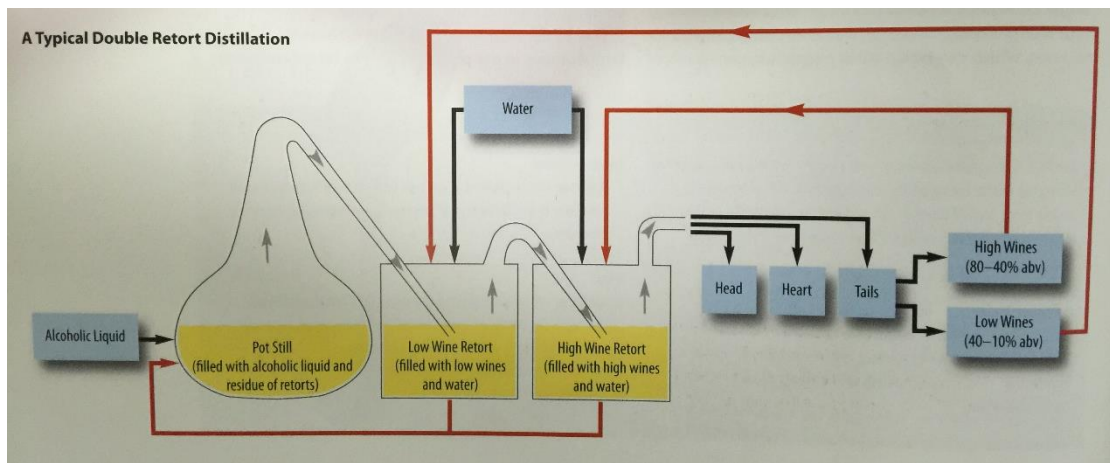 A Typical Double Retort Distillation
Water
Alcoholic Liquid
Pot Still
(filled with alcoholic liquid and
residue of retorts)
Low Wine Retort
(filled with low wines
and water)
High Wine Retort
(filled with high wines
and water)
Head
Heart
Tails
High Wines
(80–40% abv)
Low Wines
(40–10% abv)